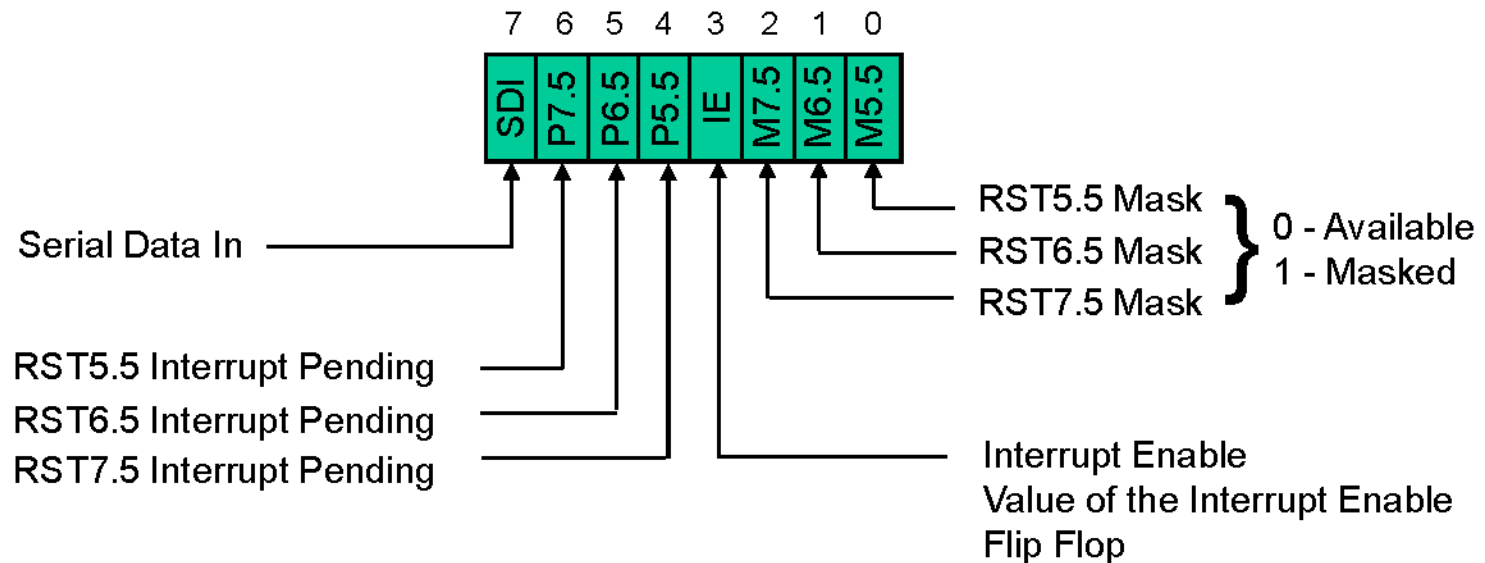 7 6 5 4 3 2 1 0
SDI P7.5 P6.5 P5.5 IE M7.5 M6.5 M5.5
Serial Data In
RST5.5 Mask
RST6.5 Mask
RST7.5 Mask
0 - Available
1 - Masked
RST5.5 Interrupt Pending
RST6.5 Interrupt Pending
RST7.5 Interrupt Pending
Interrupt Enable
Value of the Interrupt Enable
Flip Flop